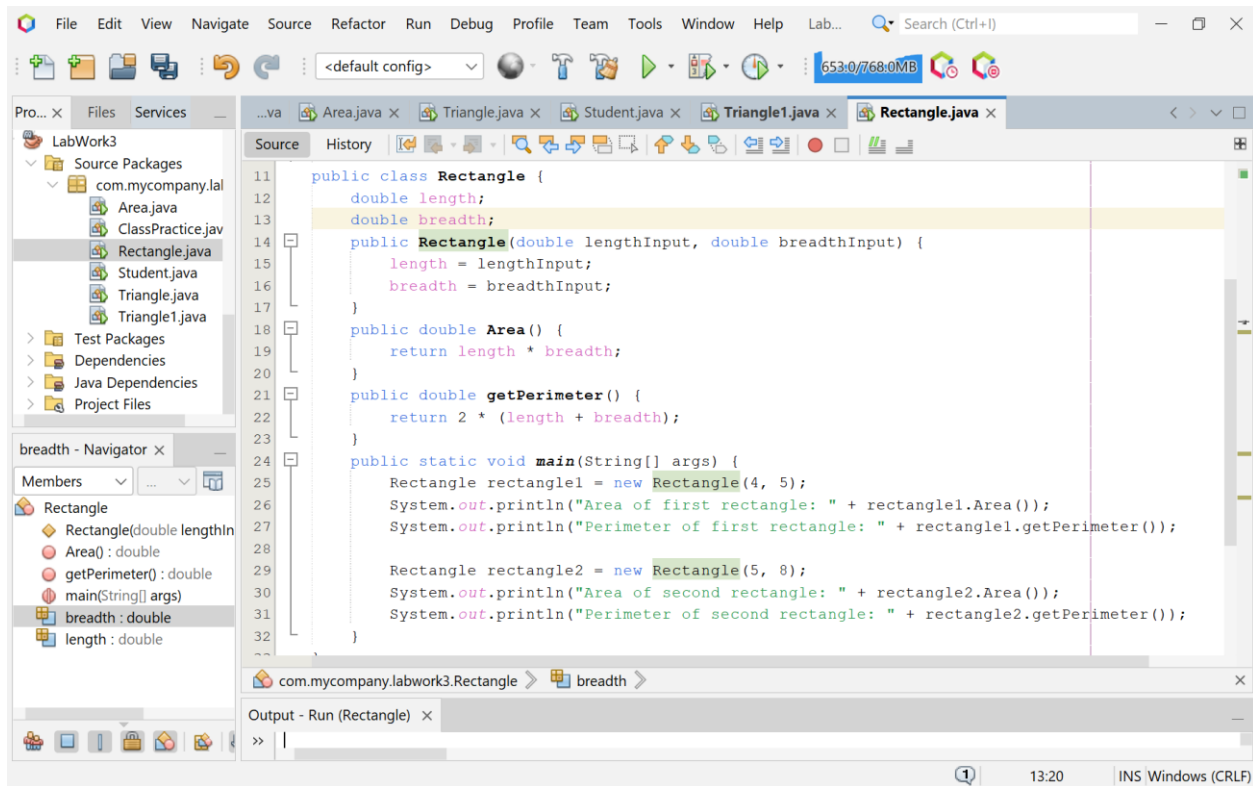 File Edit View Navigate Source Refactor Run Debug Profile Team Tools Window Help Lab... Search (Ctrl+I)
<default config> 653.0/768.0MB
Pro... Files Services
...va Area.java Triangle.java Student.java Triangle1.java Rectangle.java
Source History
LabWork3
Source Packages
com.mycompany.lal
Area.java
ClassPractice.jav
Rectangle.java
Student.java
Triangle.java
Triangle1.java
Test Packages
Dependencies
Java Dependencies
Project Files
breadth - Navigator
Members ...
Rectangle
Rectangle(double lengthIn
Area() : double
getPerimeter() : double
main(String[] args)
breadth : double
length : double
11 public class Rectangle {
12 double length;
13 double breadth;
14 public Rectangle(double lengthInput, double breadthInput) {
15 length = lengthInput;
16 breadth = breadthInput;
17 }
18 public double Area() {
19 return length * breadth;
20 }
21 public double getPerimeter() {
22 return 2 * (length + breadth);
23 }
24 public static void main(String[] args) {
25 Rectangle rectangle1 = new Rectangle(4, 5);
26 System.out.println("Area of first rectangle: " + rectangle1.Area());
27 System.out.println("Perimeter of first rectangle: " + rectangle1.getPerimeter());
28
29 Rectangle rectangle2 = new Rectangle(5, 8);
30 System.out.println("Area of second rectangle: " + rectangle2.Area());
31 System.out.println("Perimeter of second rectangle: " + rectangle2.getPerimeter());
32 }
com.mycompany.labwork3.Rectangle breadth
Output - Run (Rectangle)
>>
1 13:20 INS Windows (CRLF)